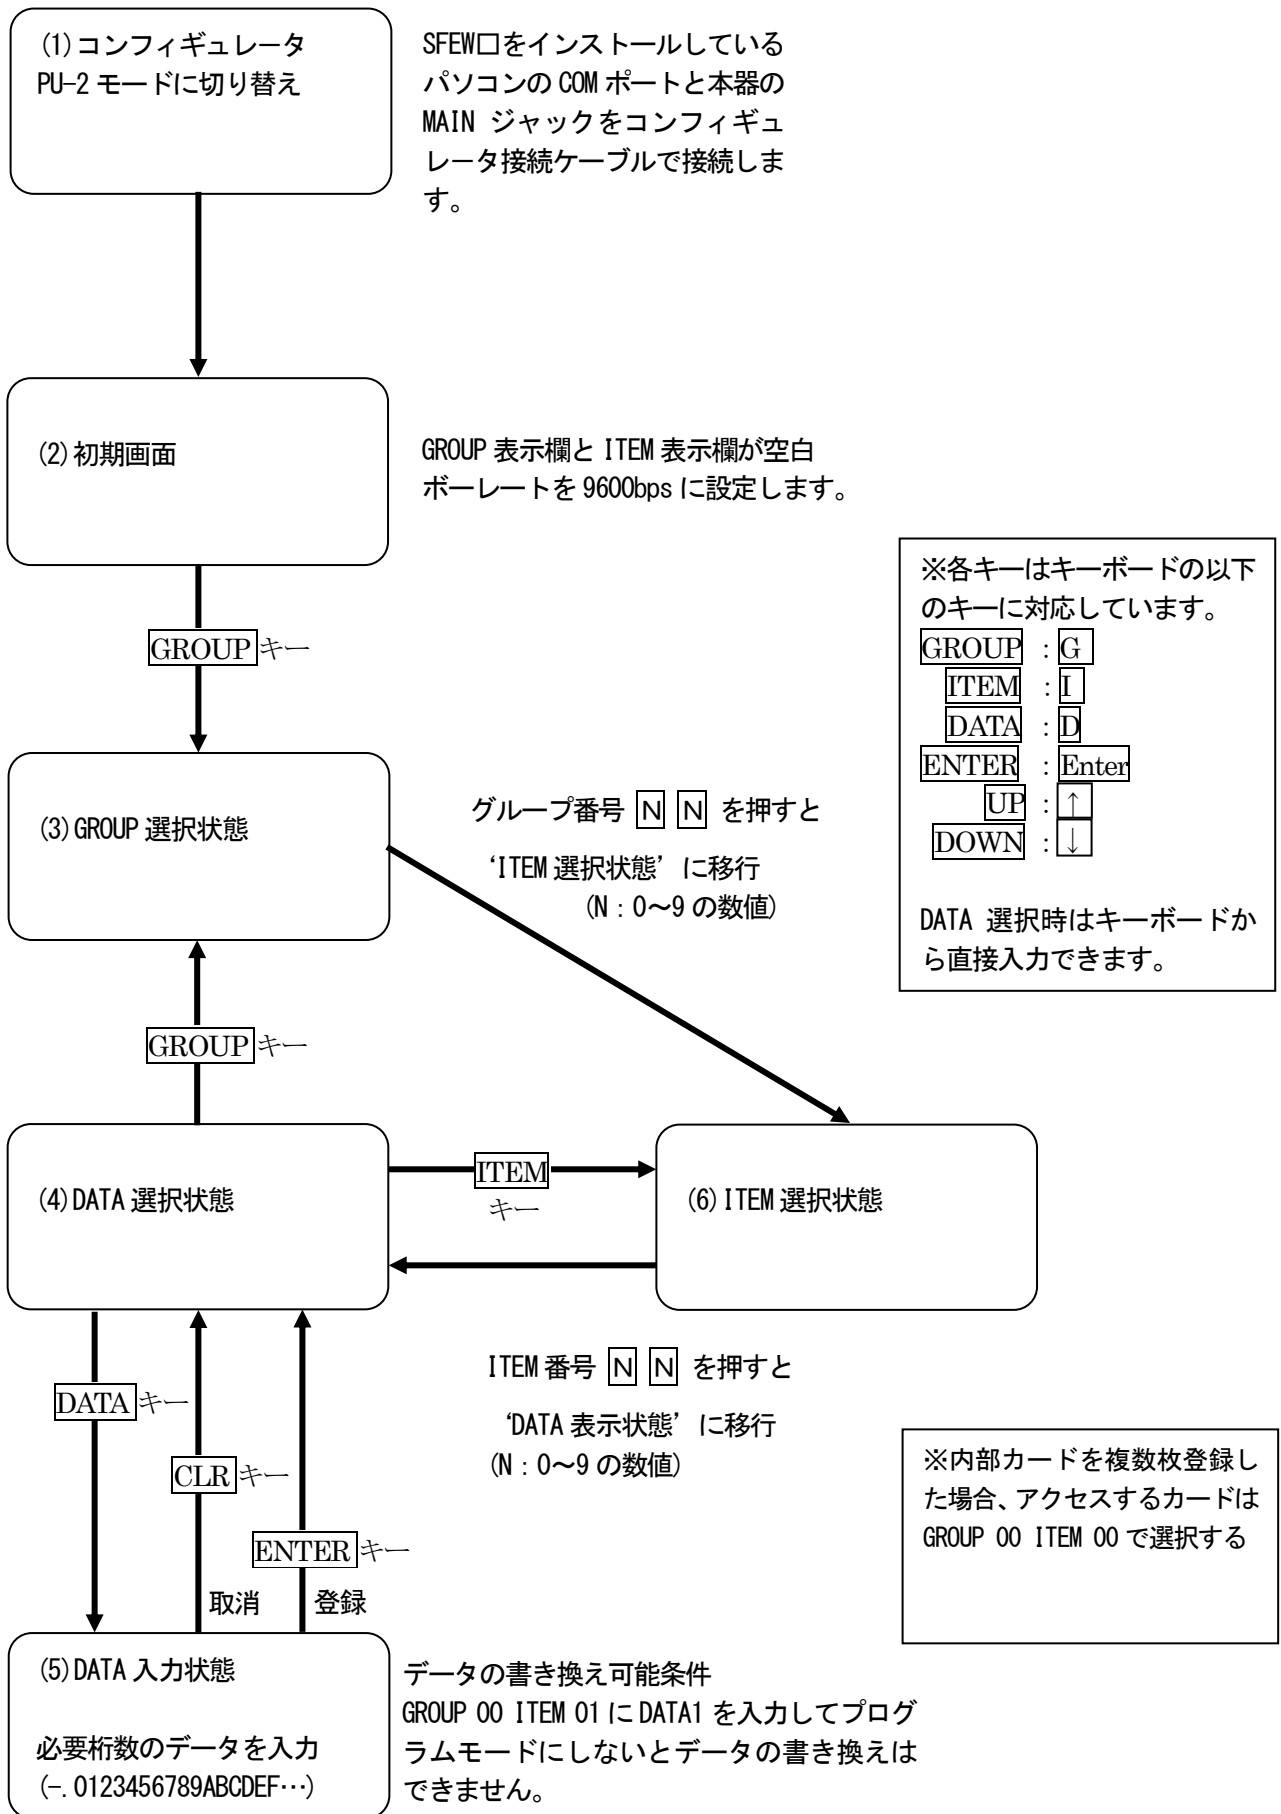 (1)コンフィギュレータ
PU-2 モードに切り替え
SFEW□をインストールしている
パソコンの COM ポートと本器の
MAIN ジャックをコンフィギュ
レータ接続ケーブルで接続しま
す。
(2)初期画面
GROUP 表示欄と ITEM 表示欄が空白
ボーレートを 9600bps に設定します。
GROUP キー
※各キーはキーボードの以下
のキーに対応しています。
GROUP : G
ITEM : I
DATA : D
ENTER : Enter
UP : ↑
DOWN : ↓
DATA 選択時はキーボードか
ら直接入力できます。
(3)GROUP 選択状態
グループ番号 N N を押すと
‘ITEM 選択状態’に移行
(N：0～9 の数値)
GROUP キー
(4)DATA 選択状態
ITEM
キー
(6)ITEM 選択状態
ITEM 番号 N N を押すと
‘DATA 表示状態’に移行
(N：0～9 の数値)
DATA キー
CLR キー
ENTER キー
取消
登録
※内部カードを複数枚登録し
た場合、アクセスするカードは
GROUP 00 ITEM 00 で選択する
(5)DATA 入力状態
必要桁数のデータを入力
(-.0123456789ABCDEF…)
データの書き換え可能条件
GROUP 00 ITEM 01 に DATA1 を入力してプログ
ラムモードにしないとデータの書き換えは
できません。